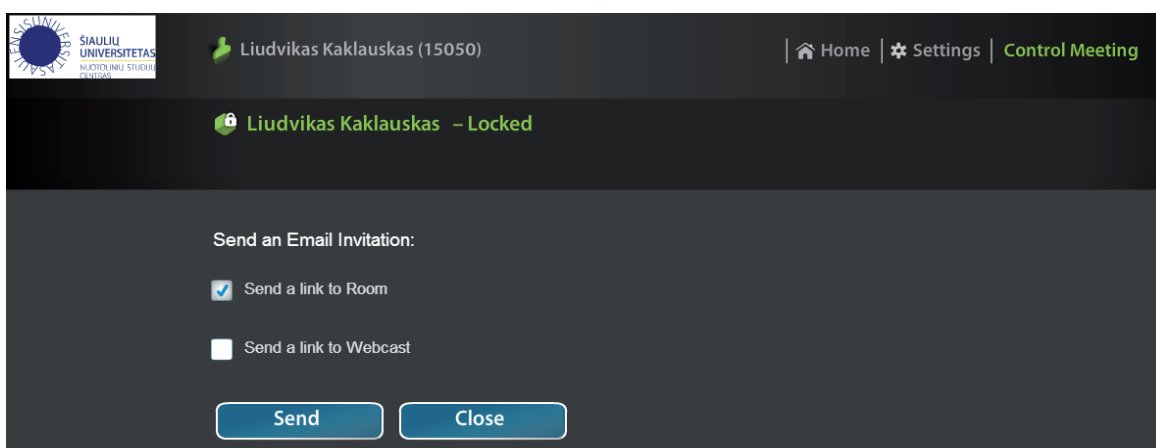 ŠIAULIŲ
UNIVERSITETAS
NUOTOLINIŲ STUDIJŲ
CENTRAS
Liudvikas Kaklauskas (15050)
Home
Settings
Control Meeting
Liudvikas Kaklauskas – Locked
Send an Email Invitation:
Send a link to Room
Send a link to Webcast
Send
Close